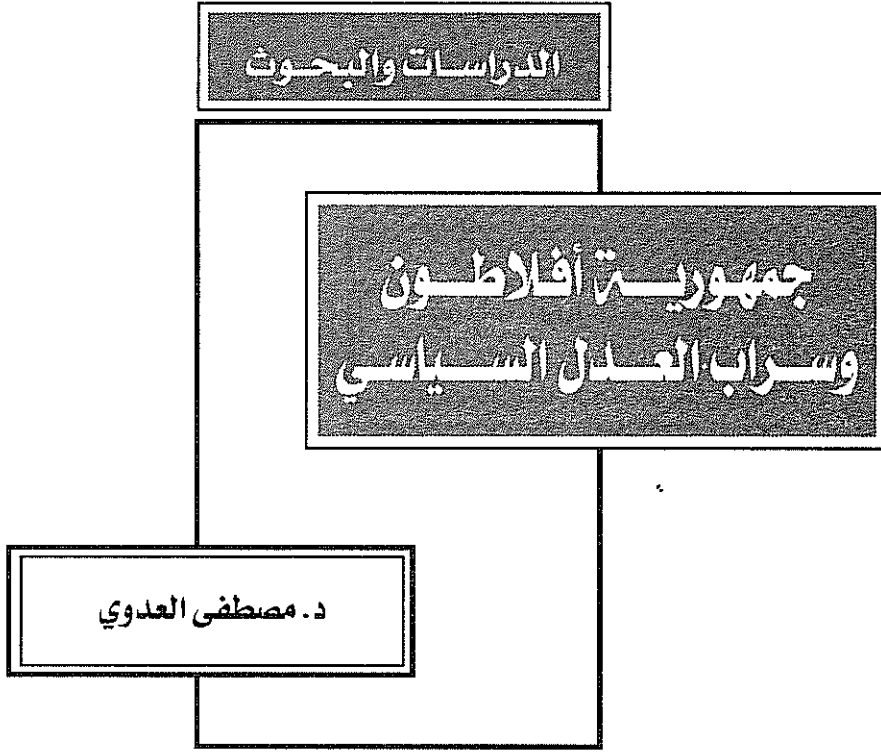 الدراسات والبحوث
جمهورية أفلاطون
وسراب العدل السياسي
د. مصطفى العدوي